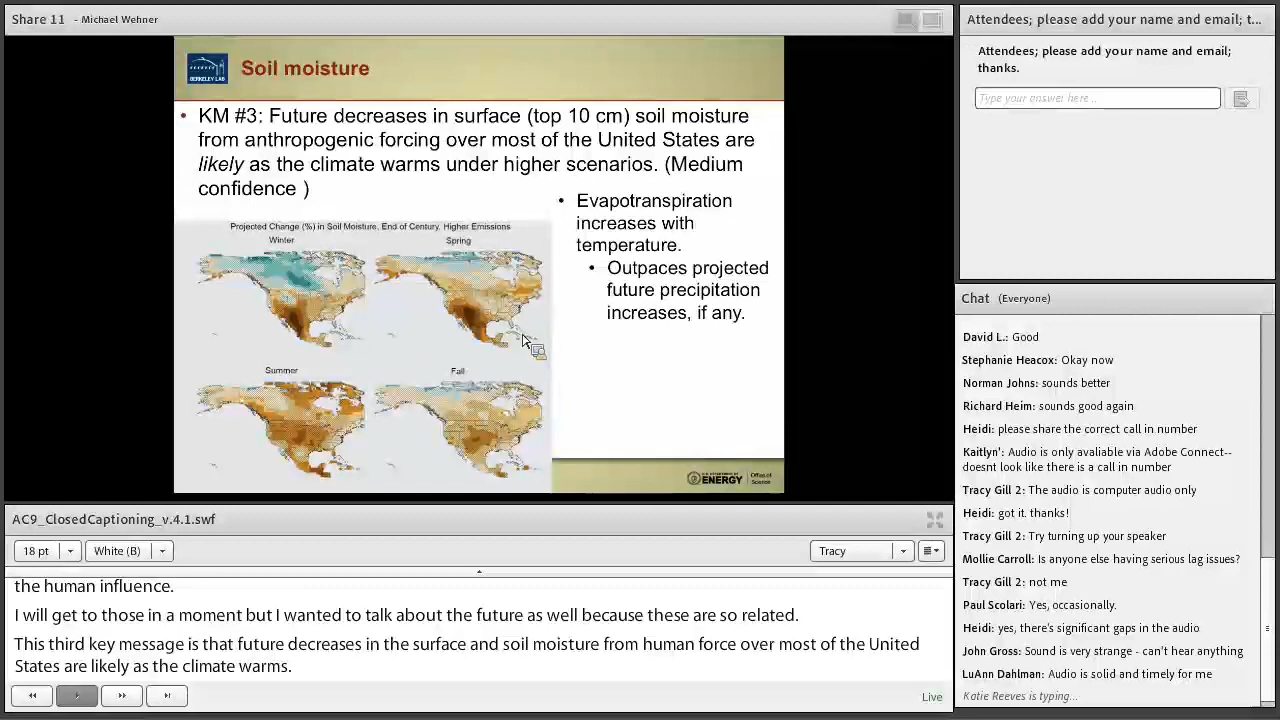 Share 11 - Michael Wehner
BERKELEY LAB
Soil moisture
• KM #3: Future decreases in surface (top 10 cm) soil moisture
from anthropogenic forcing over most of the United States are
likely as the climate warms under higher scenarios. (Medium
confidence )
Projected Change (%) in Soil Moisture, End of Century, Higher Emissions
Winter
Spring
Summer
Fall
• Evapotranspiration
increases with
temperature.
• Outpaces projected
future precipitation
increases, if any.
U.S. DEPARTMENT OF
ENERGY
Office of
Science
AC9_ClosedCaptioning_v.4.1.swf
18 pt
White (B)
Tracy
the human influence.
I will get to those in a moment but I wanted to talk about the future as well because these are so related.
This third key message is that future decreases in the surface and soil moisture from human force over most of the United
States are likely as the climate warms.
Live
Attendees; please add your name and email; t...
Attendees; please add your name and email;
thanks.
Type your answer here ..
Chat (Everyone)
David L.: Good
Stephanie Heacox: Okay now
Norman Johns: sounds better
Richard Heim: sounds good again
Heidi: please share the correct call in number
Kaitlyn': Audio is only avaliable via Adobe Connect--
doesnt look like there is a call in number
Tracy Gill 2: The audio is computer audio only
Heidi: got it. thanks!
Tracy Gill 2: Try turning up your speaker
Mollie Carroll: Is anyone else having serious lag issues?
Tracy Gill 2: not me
Paul Scolari: Yes, occasionally.
Heidi: yes, there's significant gaps in the audio
John Gross: Sound is very strange - can't hear anything
LuAnn Dahlman: Audio is solid and timely for me
Katie Reeves is typing...